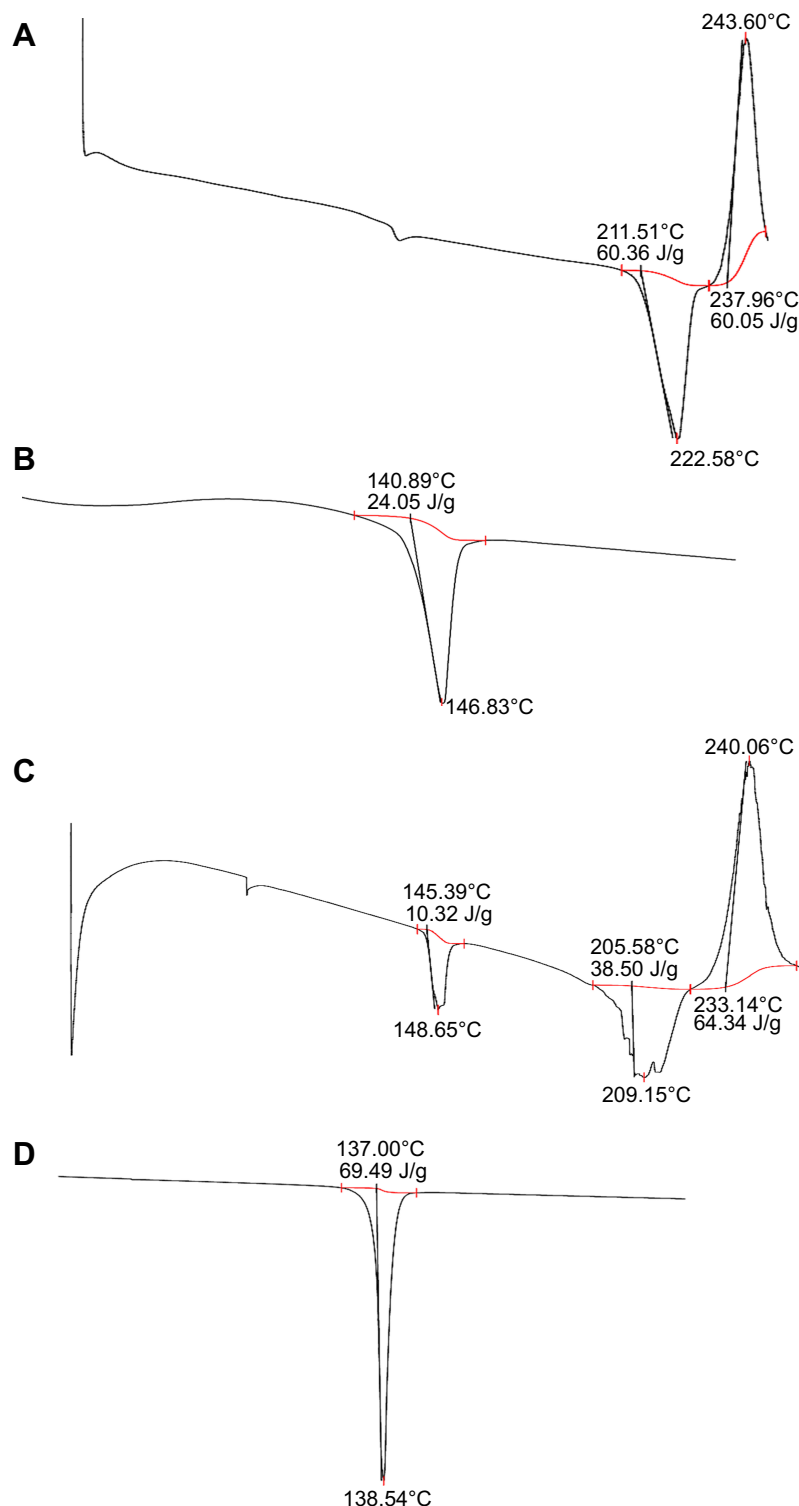 A
243.60°C
211.51°C
60.36 J/g
237.96°C
60.05 J/g
222.58°C
B
140.89°C
24.05 J/g
146.83°C
C
240.06°C
145.39°C
10.32 J/g
205.58°C
38.50 J/g
233.14°C
64.34 J/g
148.65°C
209.15°C
D
137.00°C
69.49 J/g
138.54°C